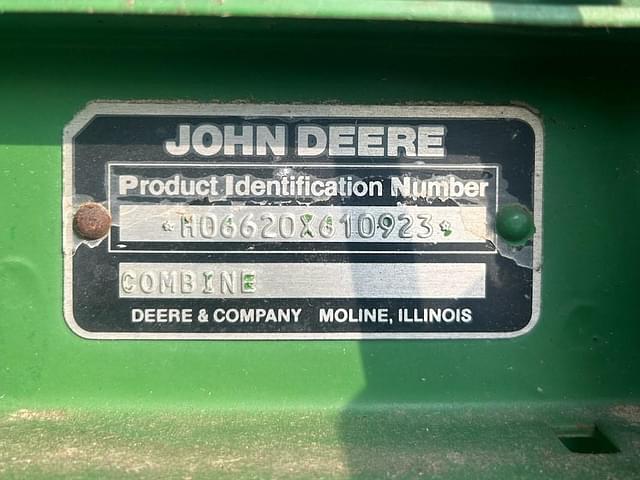 JOHN DEERE
Product Identification Number
*H06620X610923*
COMBINE
DEERE & COMPANY MOLINE, ILLINOIS